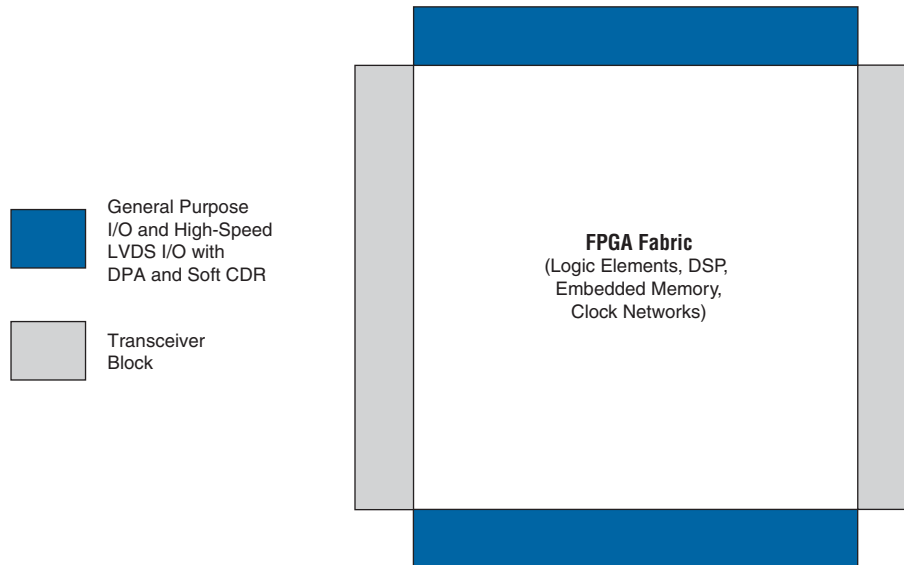 General Purpose
I/O and High-Speed
LVDS I/O with
DPA and Soft CDR
Transceiver
Block
FPGA Fabric
(Logic Elements, DSP,
Embedded Memory,
Clock Networks)